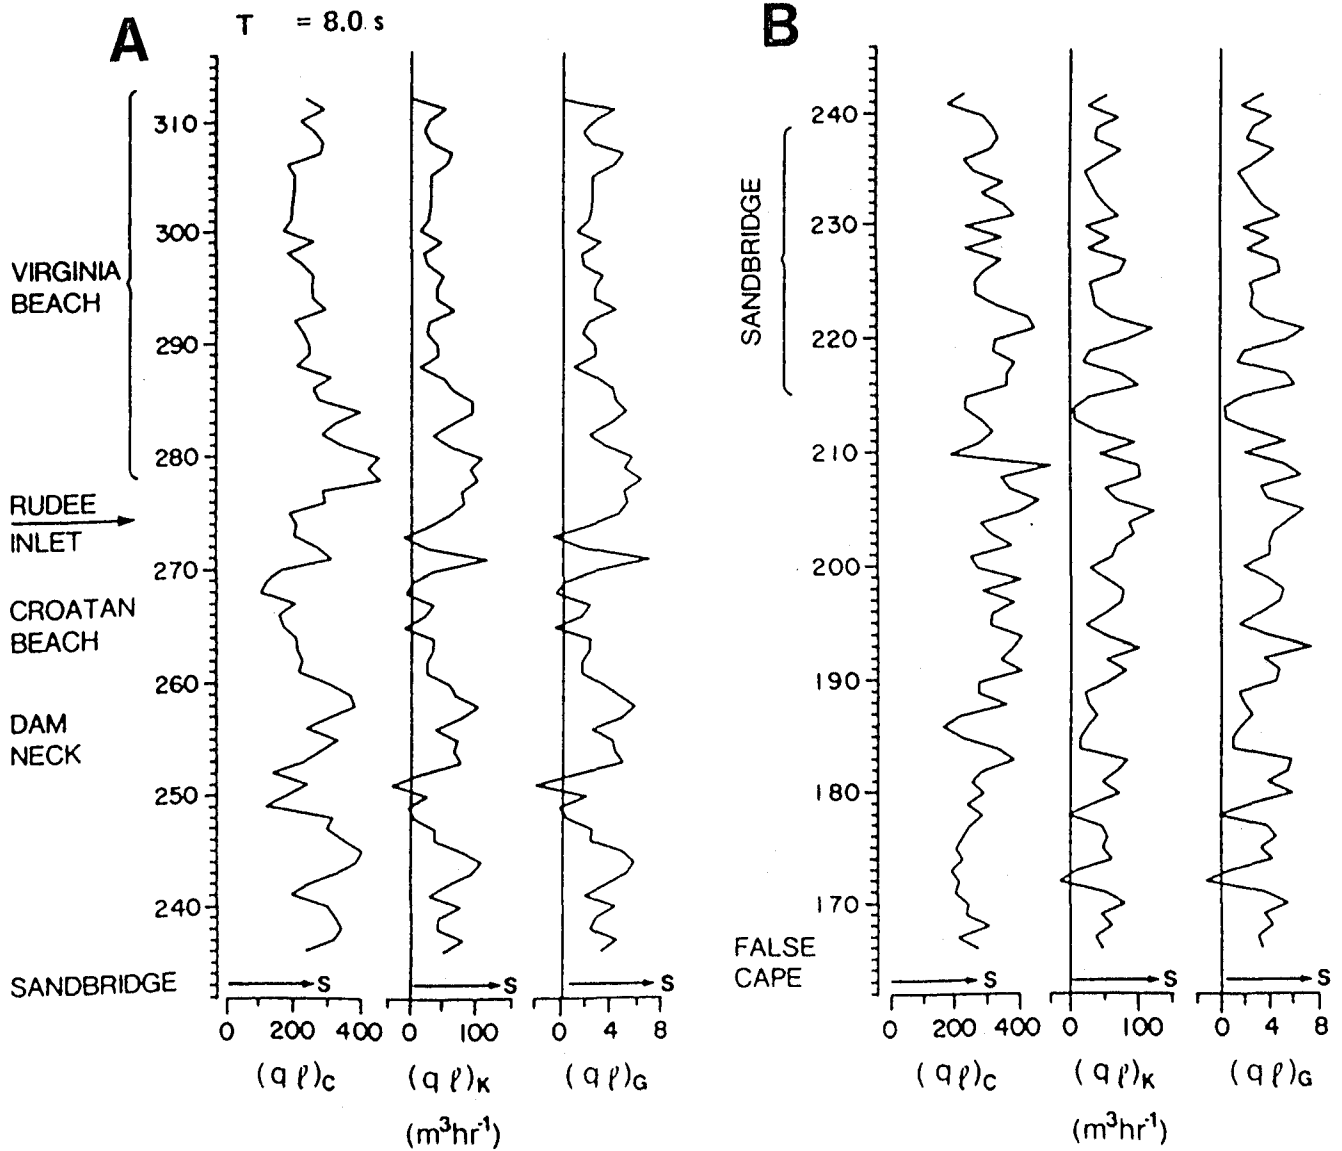 A
T = 8.0 s
310
300
290
280
270
260
250
240
VIRGINIA
BEACH
RUDEE
INLET
CROATAN
BEACH
DAM
NECK
SANDBRIDGE
S
S
S
0 200 400
0 100
0 4 8
(qℓ)C
(qℓ)K
(qℓ)G
(m³hr⁻¹)
B
240
230
220
210
200
190
180
170
SANDBRIDGE
FALSE
CAPE
S
S
S
0 200 400
0 100
0 4 8
(qℓ)C
(qℓ)K
(qℓ)G
(m³hr⁻¹)